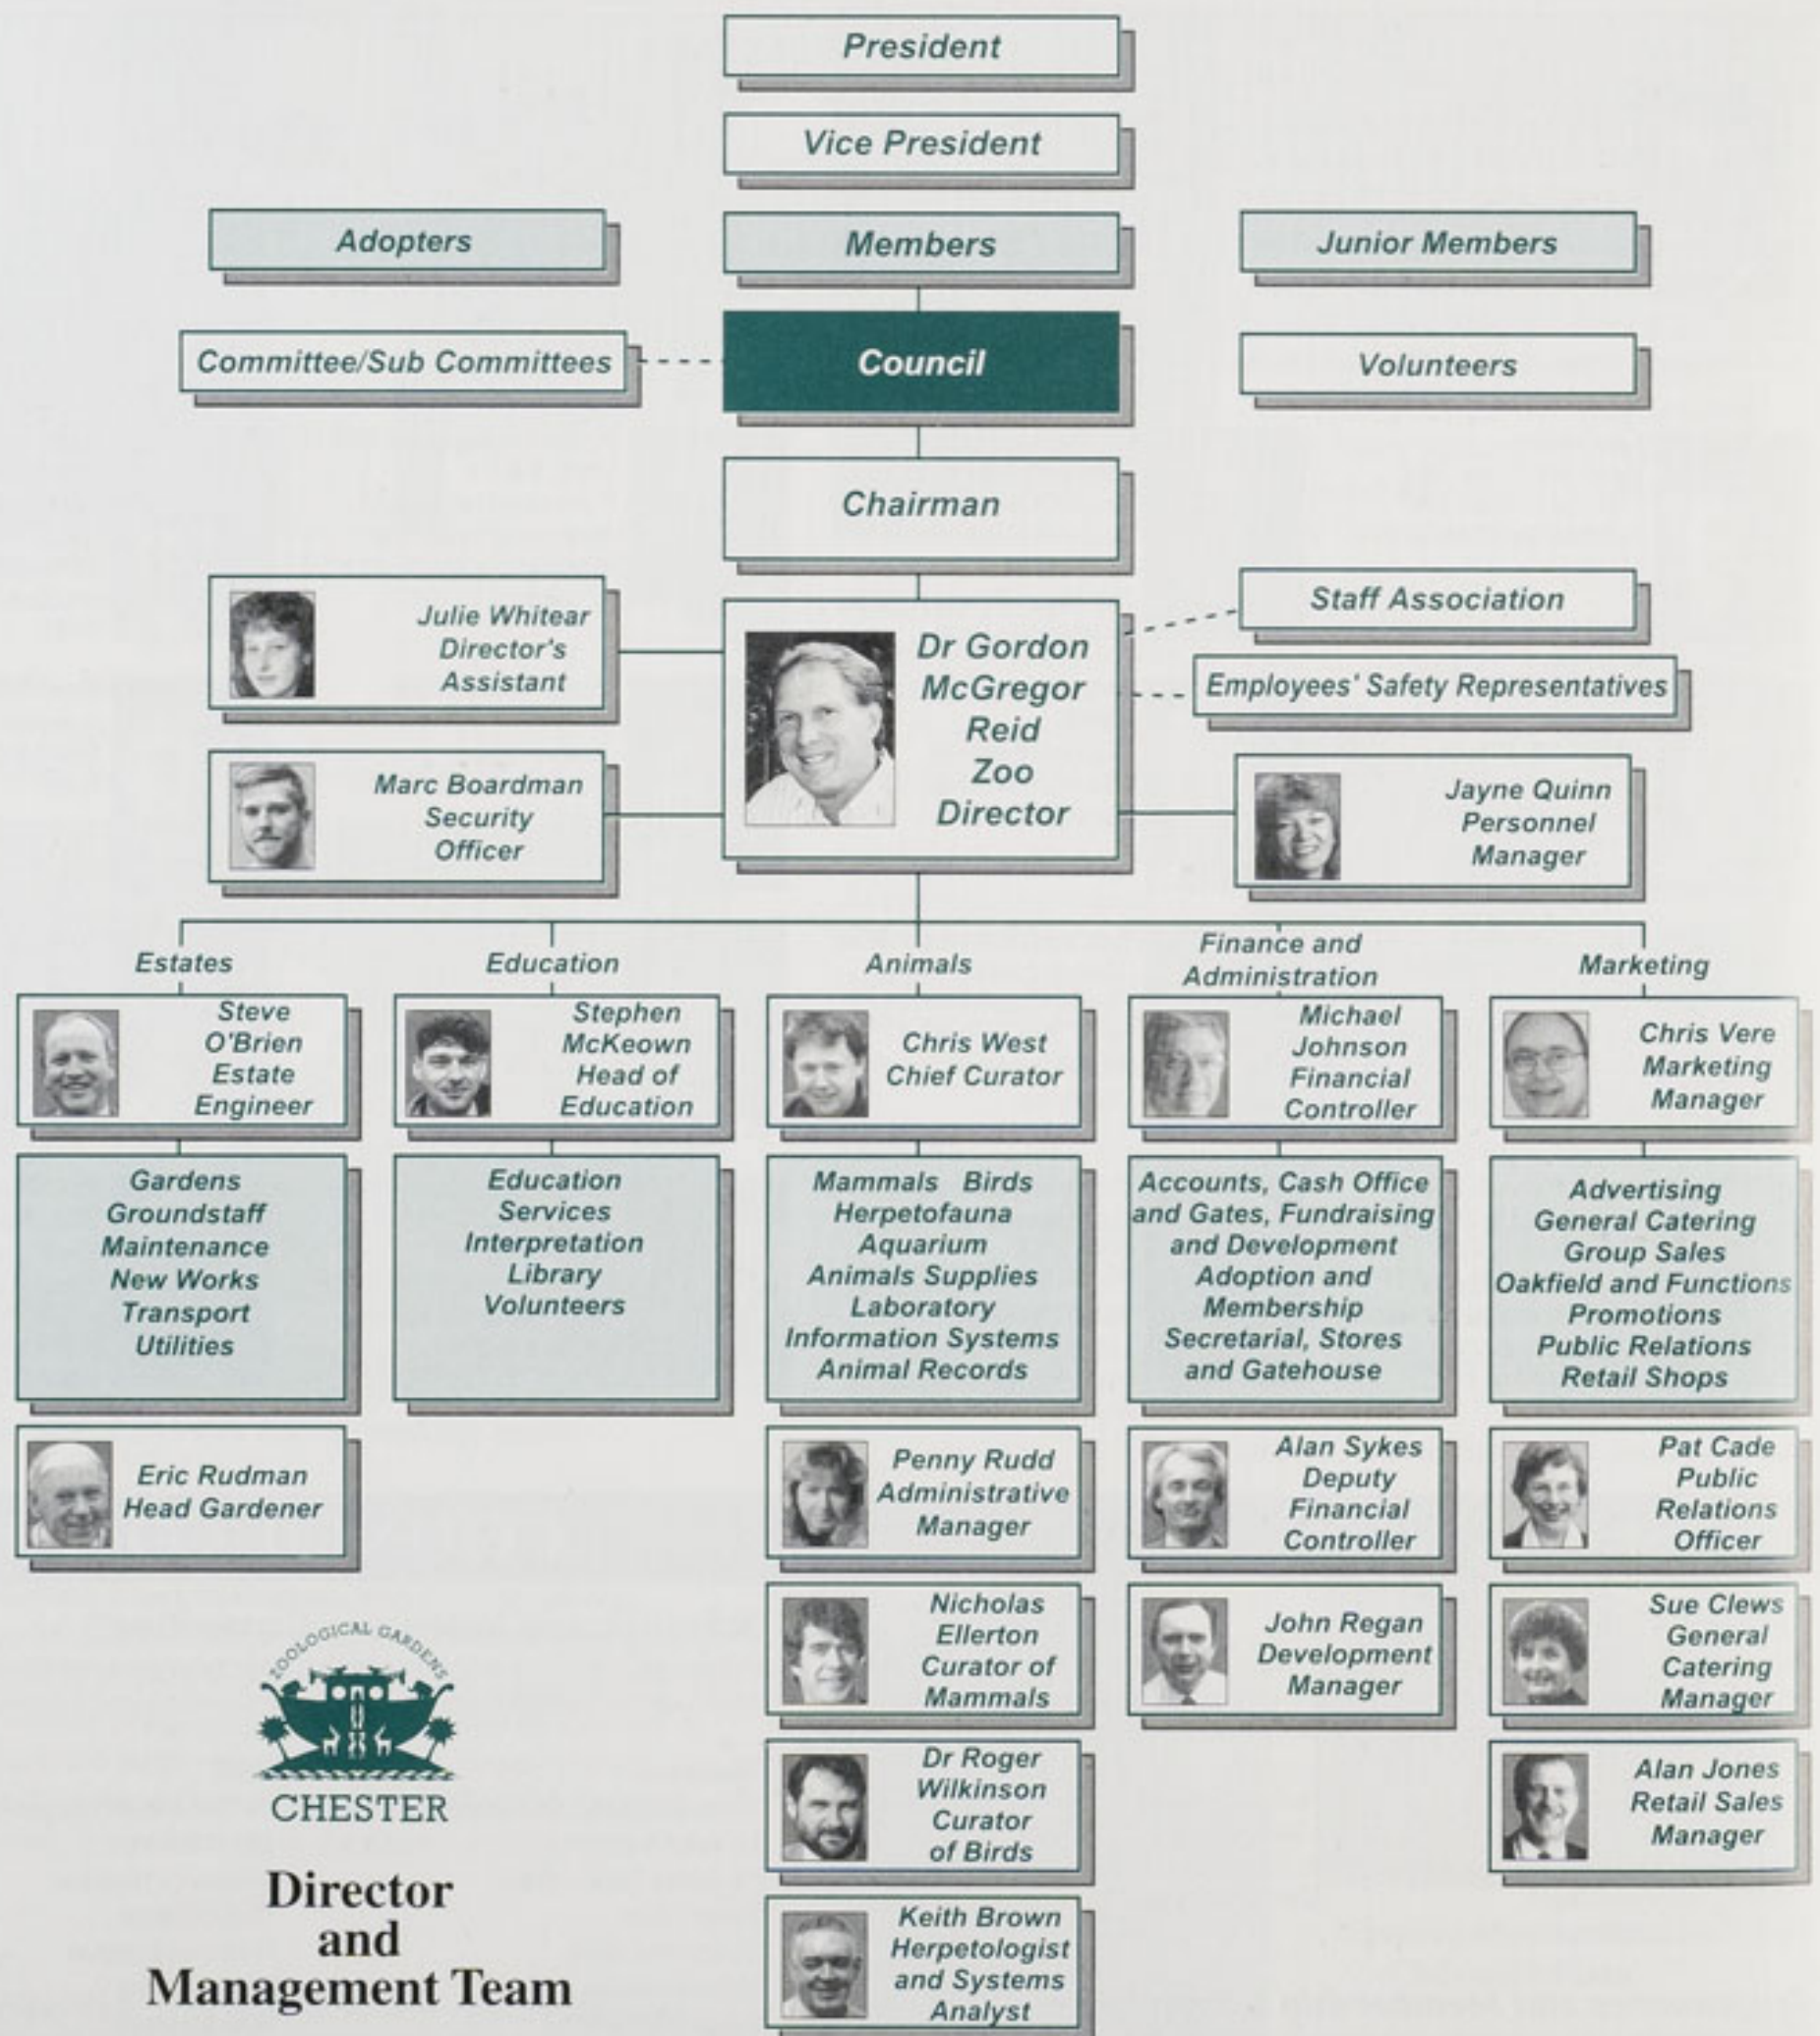 President
Vice President
Adopters
Members
Junior Members
Committee/Sub Committees
Council
Volunteers
Chairman
Julie Whitear
Director's
Assistant
Dr Gordon
McGregor
Reid
Zoo
Director
Staff Association
Employees' Safety Representatives
Marc Boardman
Security
Officer
Jayne Quinn
Personnel
Manager
Estates
Steve
O'Brien
Estate
Engineer
Gardens
Groundstaff
Maintenance
New Works
Transport
Utilities
Eric Rudman
Head Gardener
Education
Stephen
McKeown
Head of
Education
Education
Services
Interpretation
Library
Volunteers
Animals
Chris West
Chief Curator
Mammals Birds
Herpetofauna
Aquarium
Animals Supplies
Laboratory
Information Systems
Animal Records
Penny Rudd
Administrative
Manager
Nicholas
Ellerton
Curator of
Mammals
Dr Roger
Wilkinson
Curator
of Birds
Keith Brown
Herpetologist
and Systems
Analyst
Finance and
Administration
Michael
Johnson
Financial
Controller
Accounts, Cash Office
and Gates, Fundraising
and Development
Adoption and
Membership
Secretarial, Stores
and Gatehouse
Alan Sykes
Deputy
Financial
Controller
John Regan
Development
Manager
Marketing
Chris Vere
Marketing
Manager
Advertising
General Catering
Group Sales
Oakfield and Functions
Promotions
Public Relations
Retail Shops
Pat Cade
Public
Relations
Officer
Sue Clews
General
Catering
Manager
Alan Jones
Retail Sales
Manager
ZOOLOGICAL GARDENS
CHESTER
Director
and
Management Team